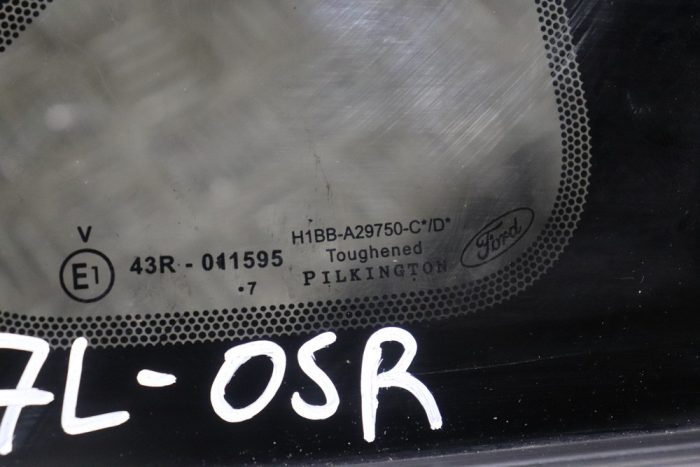 V
E1
43R - 011595
.7
H1BB-A29750-C*/D*
Toughened
PILKINGTON
Ford
7L-OSR